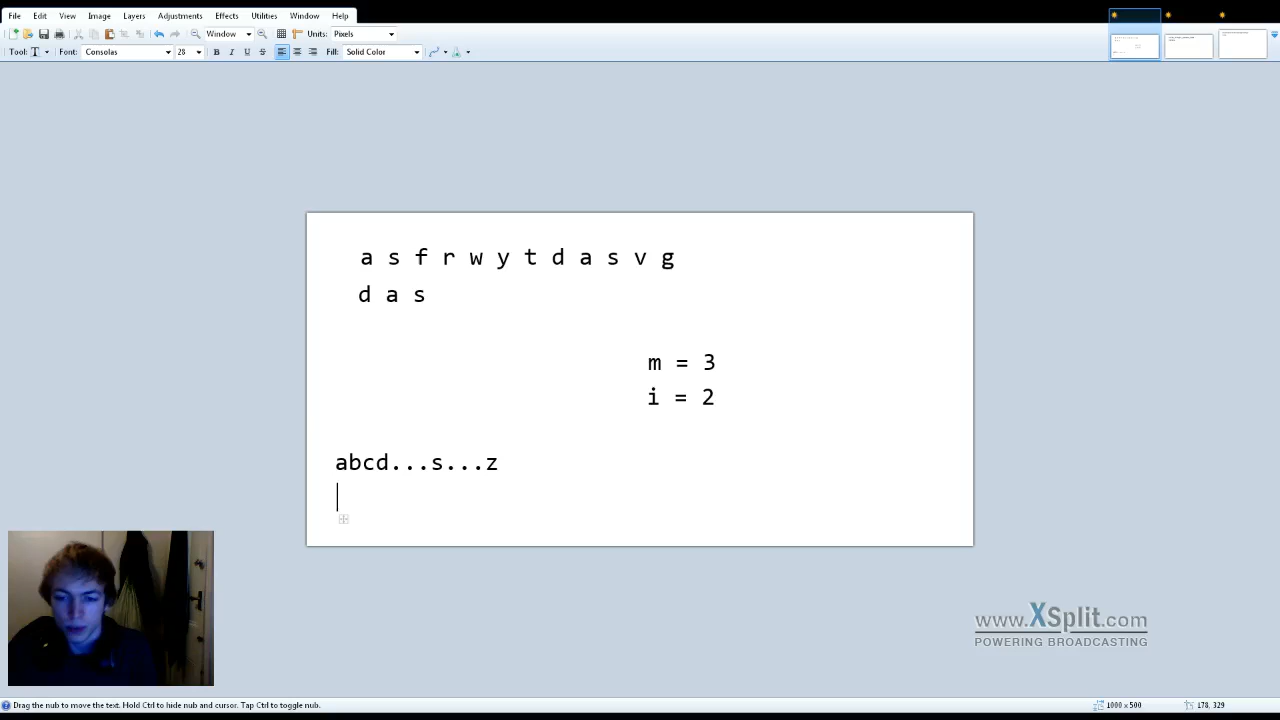 File Edit View Image Layers Adjustments Effects Utilities Window Help
Window Units: Pixels
Tool: T Font: Consolas 28 B I U S Fill: Solid Color
a s f r w y t d a s v g
d a s
m = 3
i = 2
abcd...s...z
www.XSplit.com
POWERING BROADCASTING
Drag the nub to move the text. Hold Ctrl to hide nub and cursor. Tap Ctrl to toggle nub. 1000 x 500 178, 329